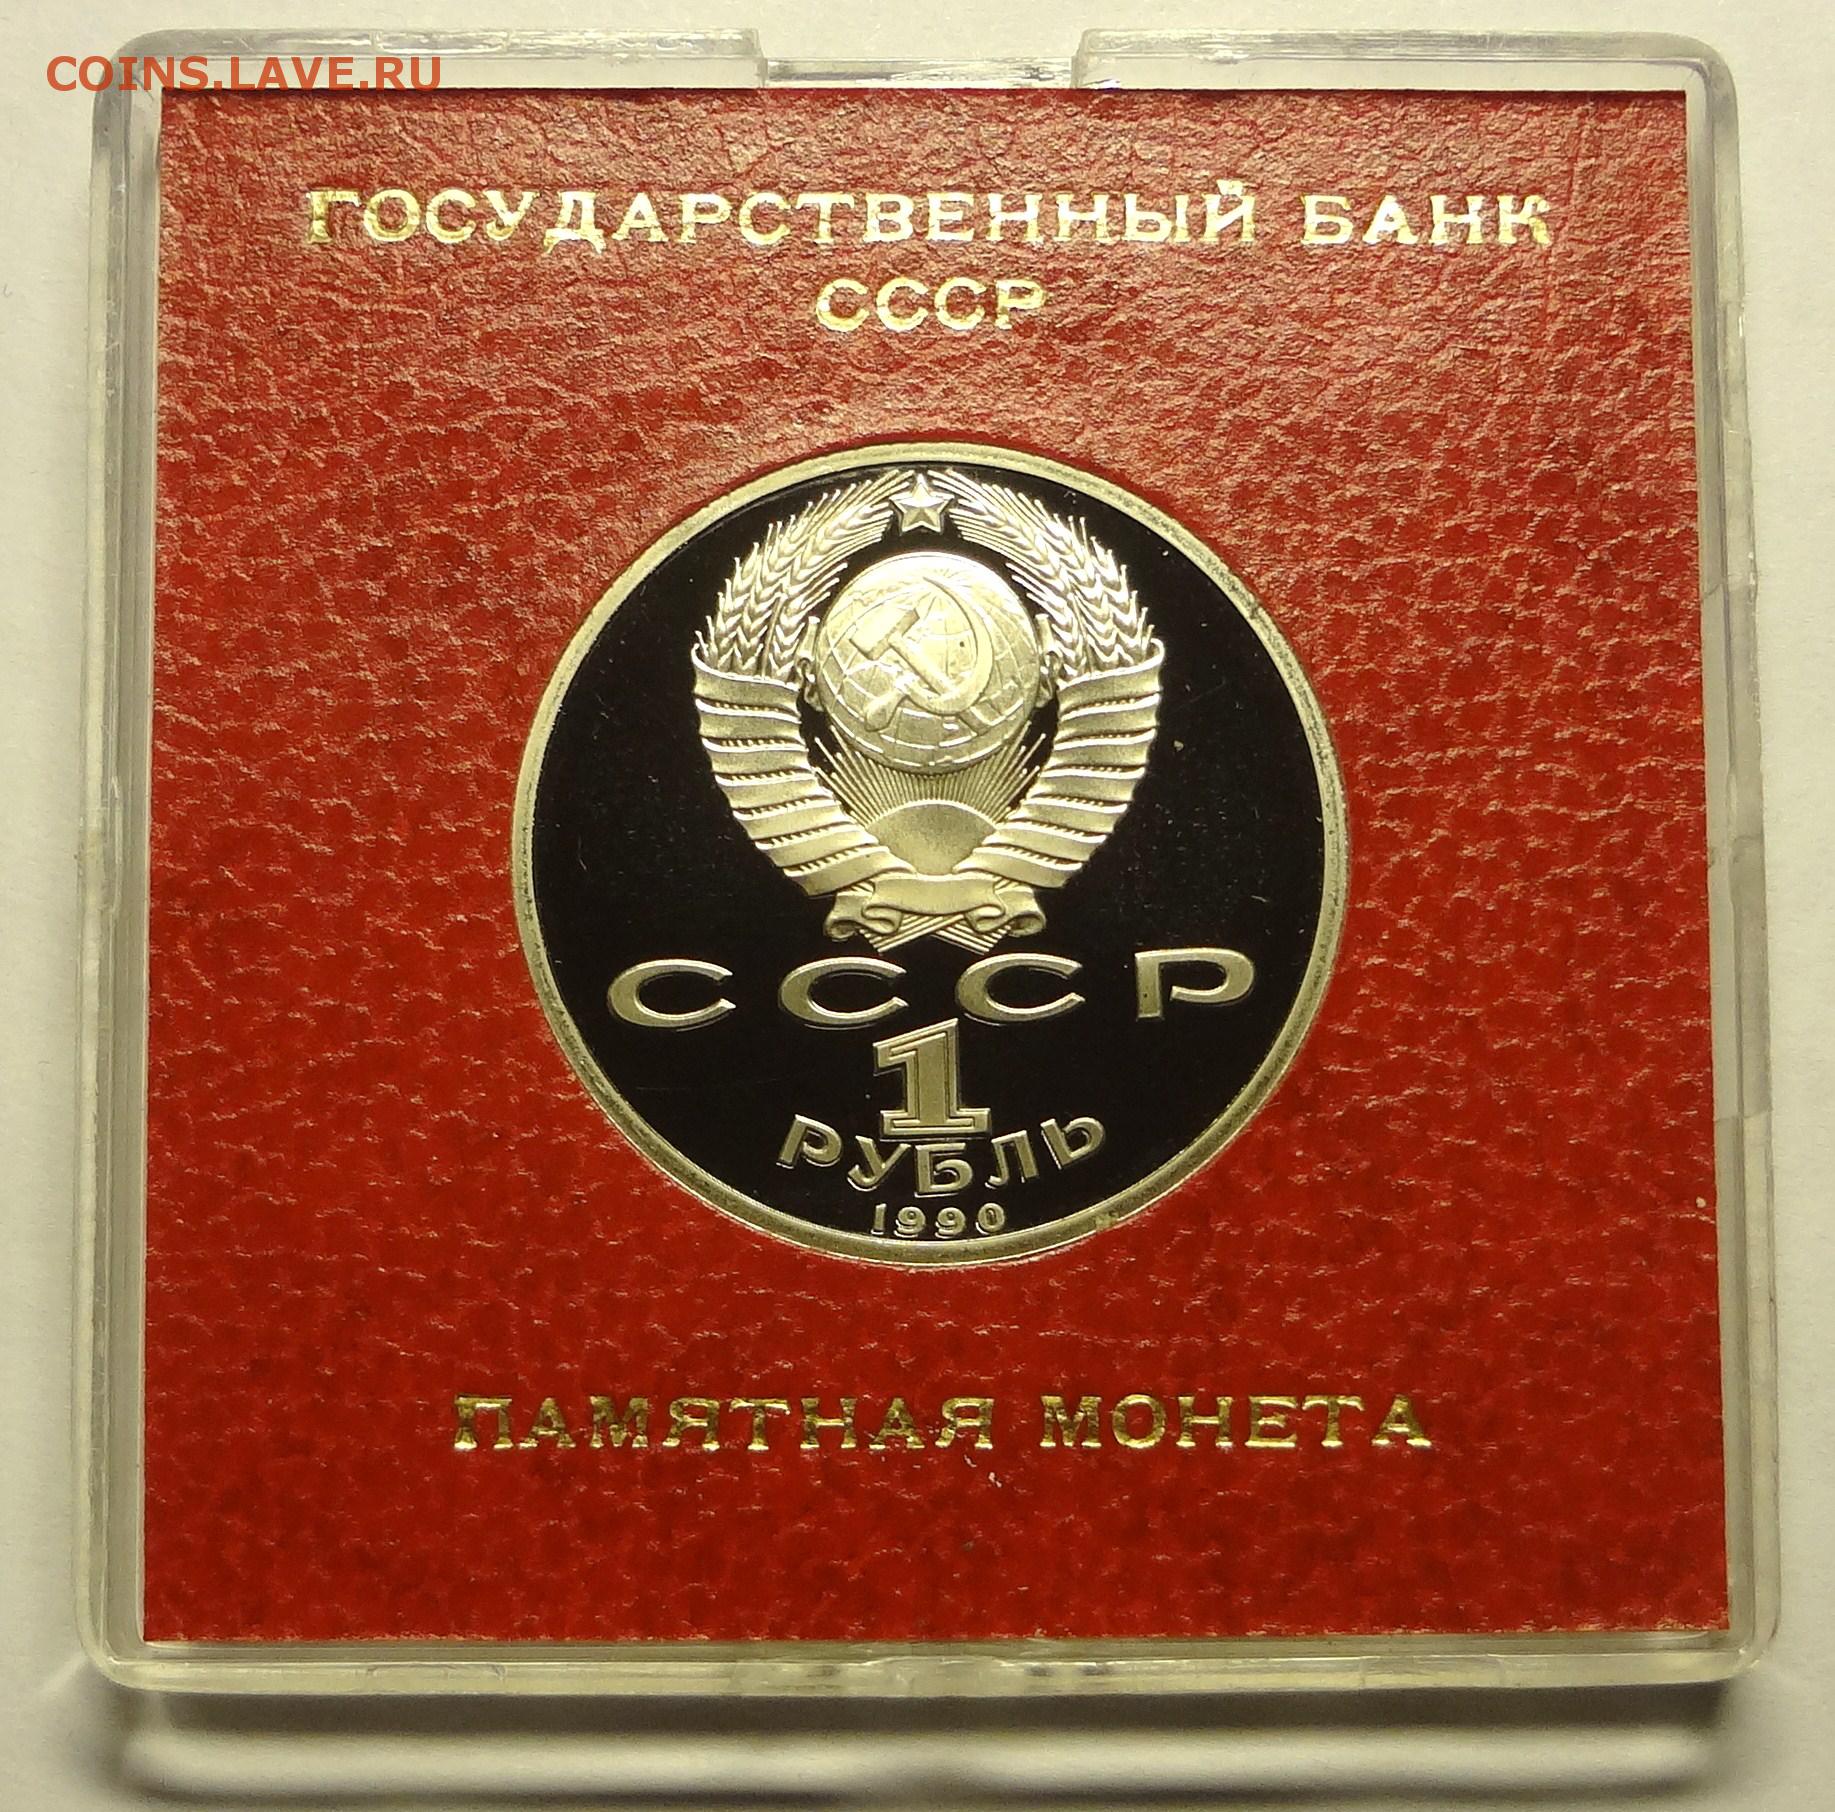 COINS.LAVE.RU
ГОСУДАРСТВЕННЫЙ БАНК
СССР
СССР
1
РУБЛЬ
1990
ПАМЯТНАЯ МОНЕТА